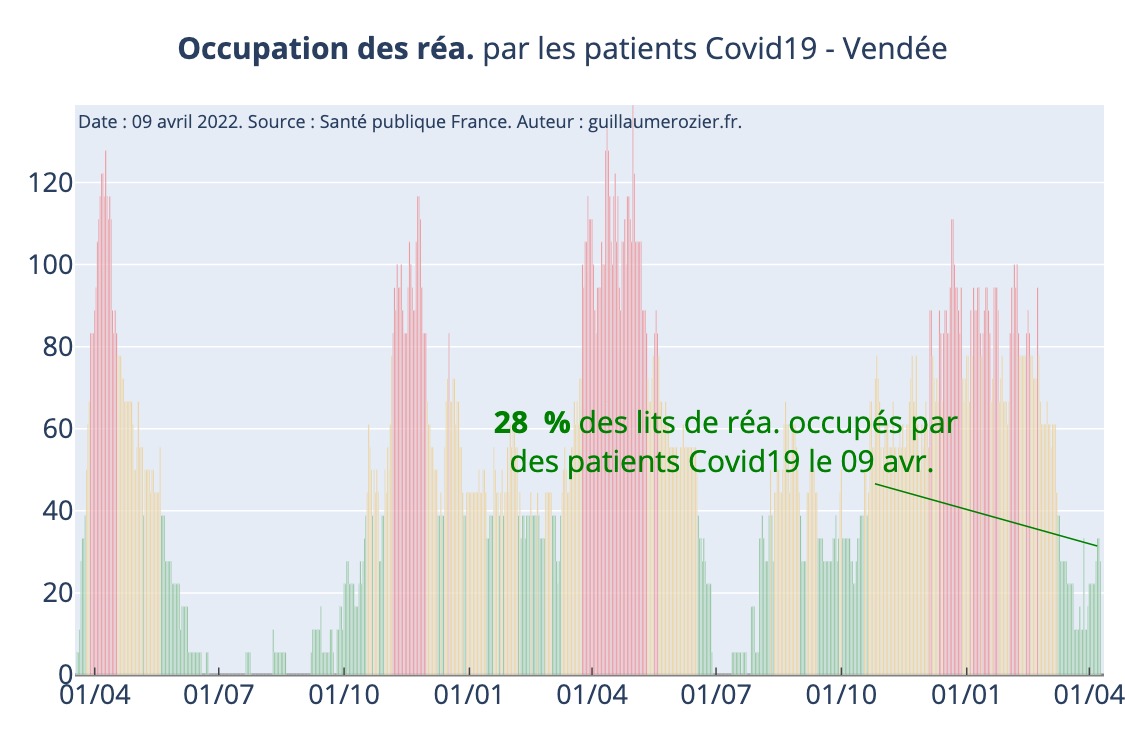 Occupation des réa. par les patients Covid19 - Vendée
Date : 09 avril 2022. Source : Santé publique France. Auteur : guillaumerozier.fr.
120
100
80
60
40
20
0
28 % des lits de réa. occupés par
des patients Covid19 le 09 avr.
01/04 01/07 01/10 01/01 01/04 01/07 01/10 01/01 01/04